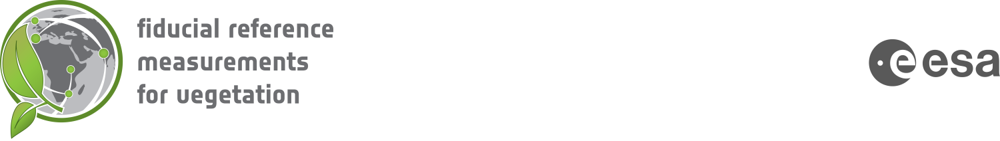 fiducial reference
measurements
for vegetation
esa